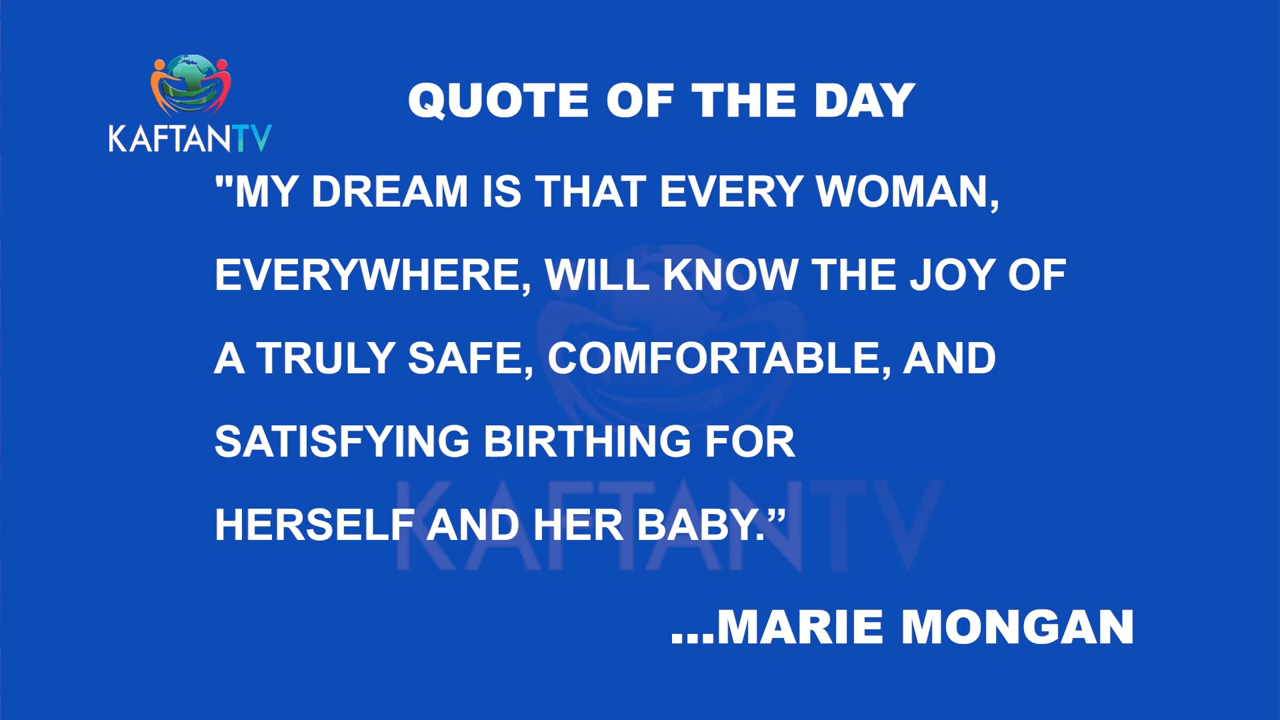 KAFTANTV
QUOTE OF THE DAY
"MY DREAM IS THAT EVERY WOMAN,
EVERYWHERE, WILL KNOW THE JOY OF
A TRULY SAFE, COMFORTABLE, AND
SATISFYING BIRTHING FOR
HERSELF AND HER BABY.”
KAFTANTV
...MARIE MONGAN